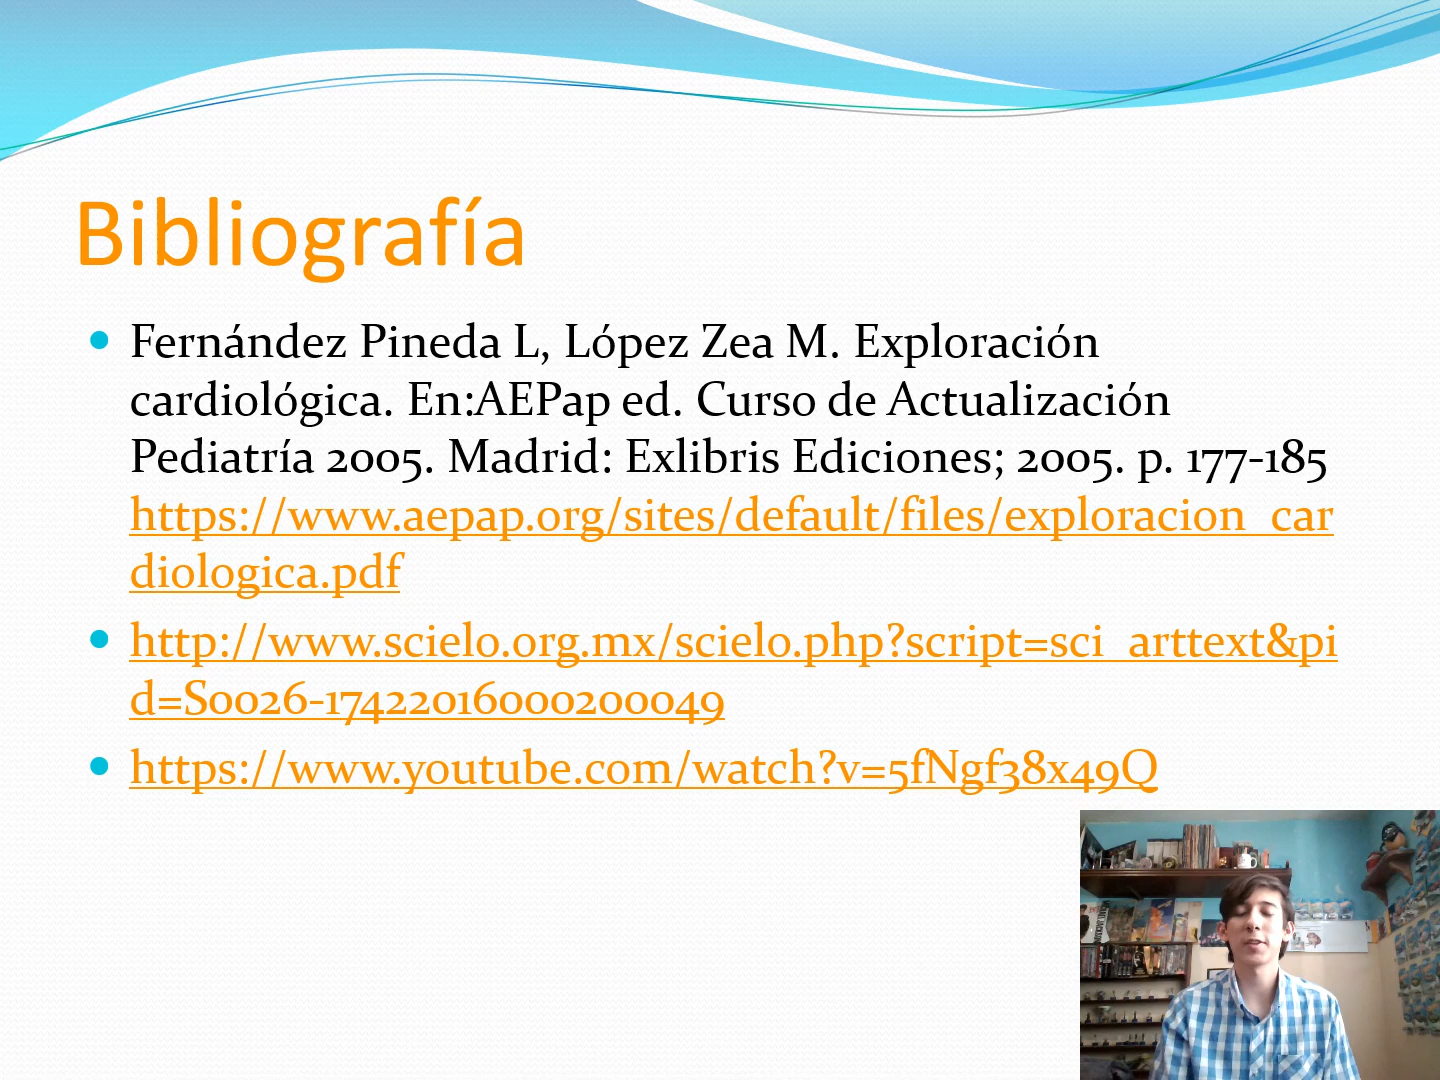 Bibliografía
Fernández Pineda L, López Zea M. Exploración
cardiológica. En:AEPap ed. Curso de Actualización
Pediatría 2005. Madrid: Exlibris Ediciones; 2005. p. 177-185
https://www.aepap.org/sites/default/files/exploracion_car
diologica.pdf
http://www.scielo.org.mx/scielo.php?script=sci_arttext&pi
d=S0026-17422016000200049
https://www.youtube.com/watch?v=5fNgf38x49Q